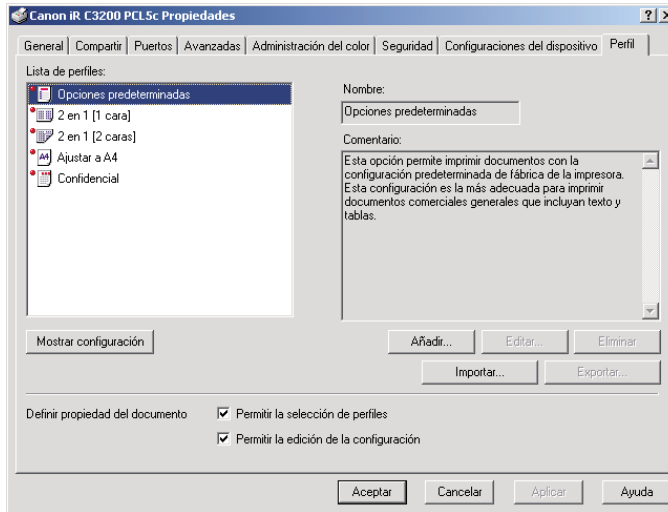 Canon iR C3200 PCL5c Propiedades
General
Compartir
Puertos
Avanzadas
Administración del color
Seguridad
Configuraciones del dispositivo
Perfil
Lista de perfiles:
Opciones predeterminadas
2 en 1 [1 cara]
2 en 1 [2 caras]
A4 Ajustar a A4
Confidencial
Nombre:
Opciones predeterminadas
Comentario:
Esta opción permite imprimir documentos con la
configuración predeterminada de fábrica de la impresora.
Esta configuración es la más adecuada para imprimir
documentos comerciales generales que incluyan texto y
tablas.
Mostrar configuración
Añadir...
Editar...
Eliminar
Importar...
Exportar...
Definir propiedad del documento
Permitir la selección de perfiles
Permitir la edición de la configuración
Aceptar
Cancelar
Aplicar
Ayuda